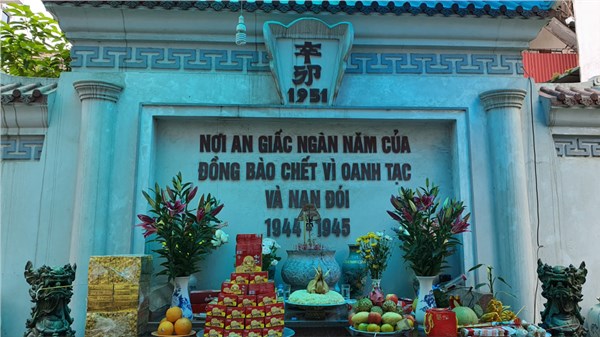 辛
卯
1951
NƠI AN GIẤC NGÀN NĂM CỦA
ĐỒNG BÀO CHẾT VÌ OANH TẠC
VÀ NẠN ĐÓI
1944 - 1945